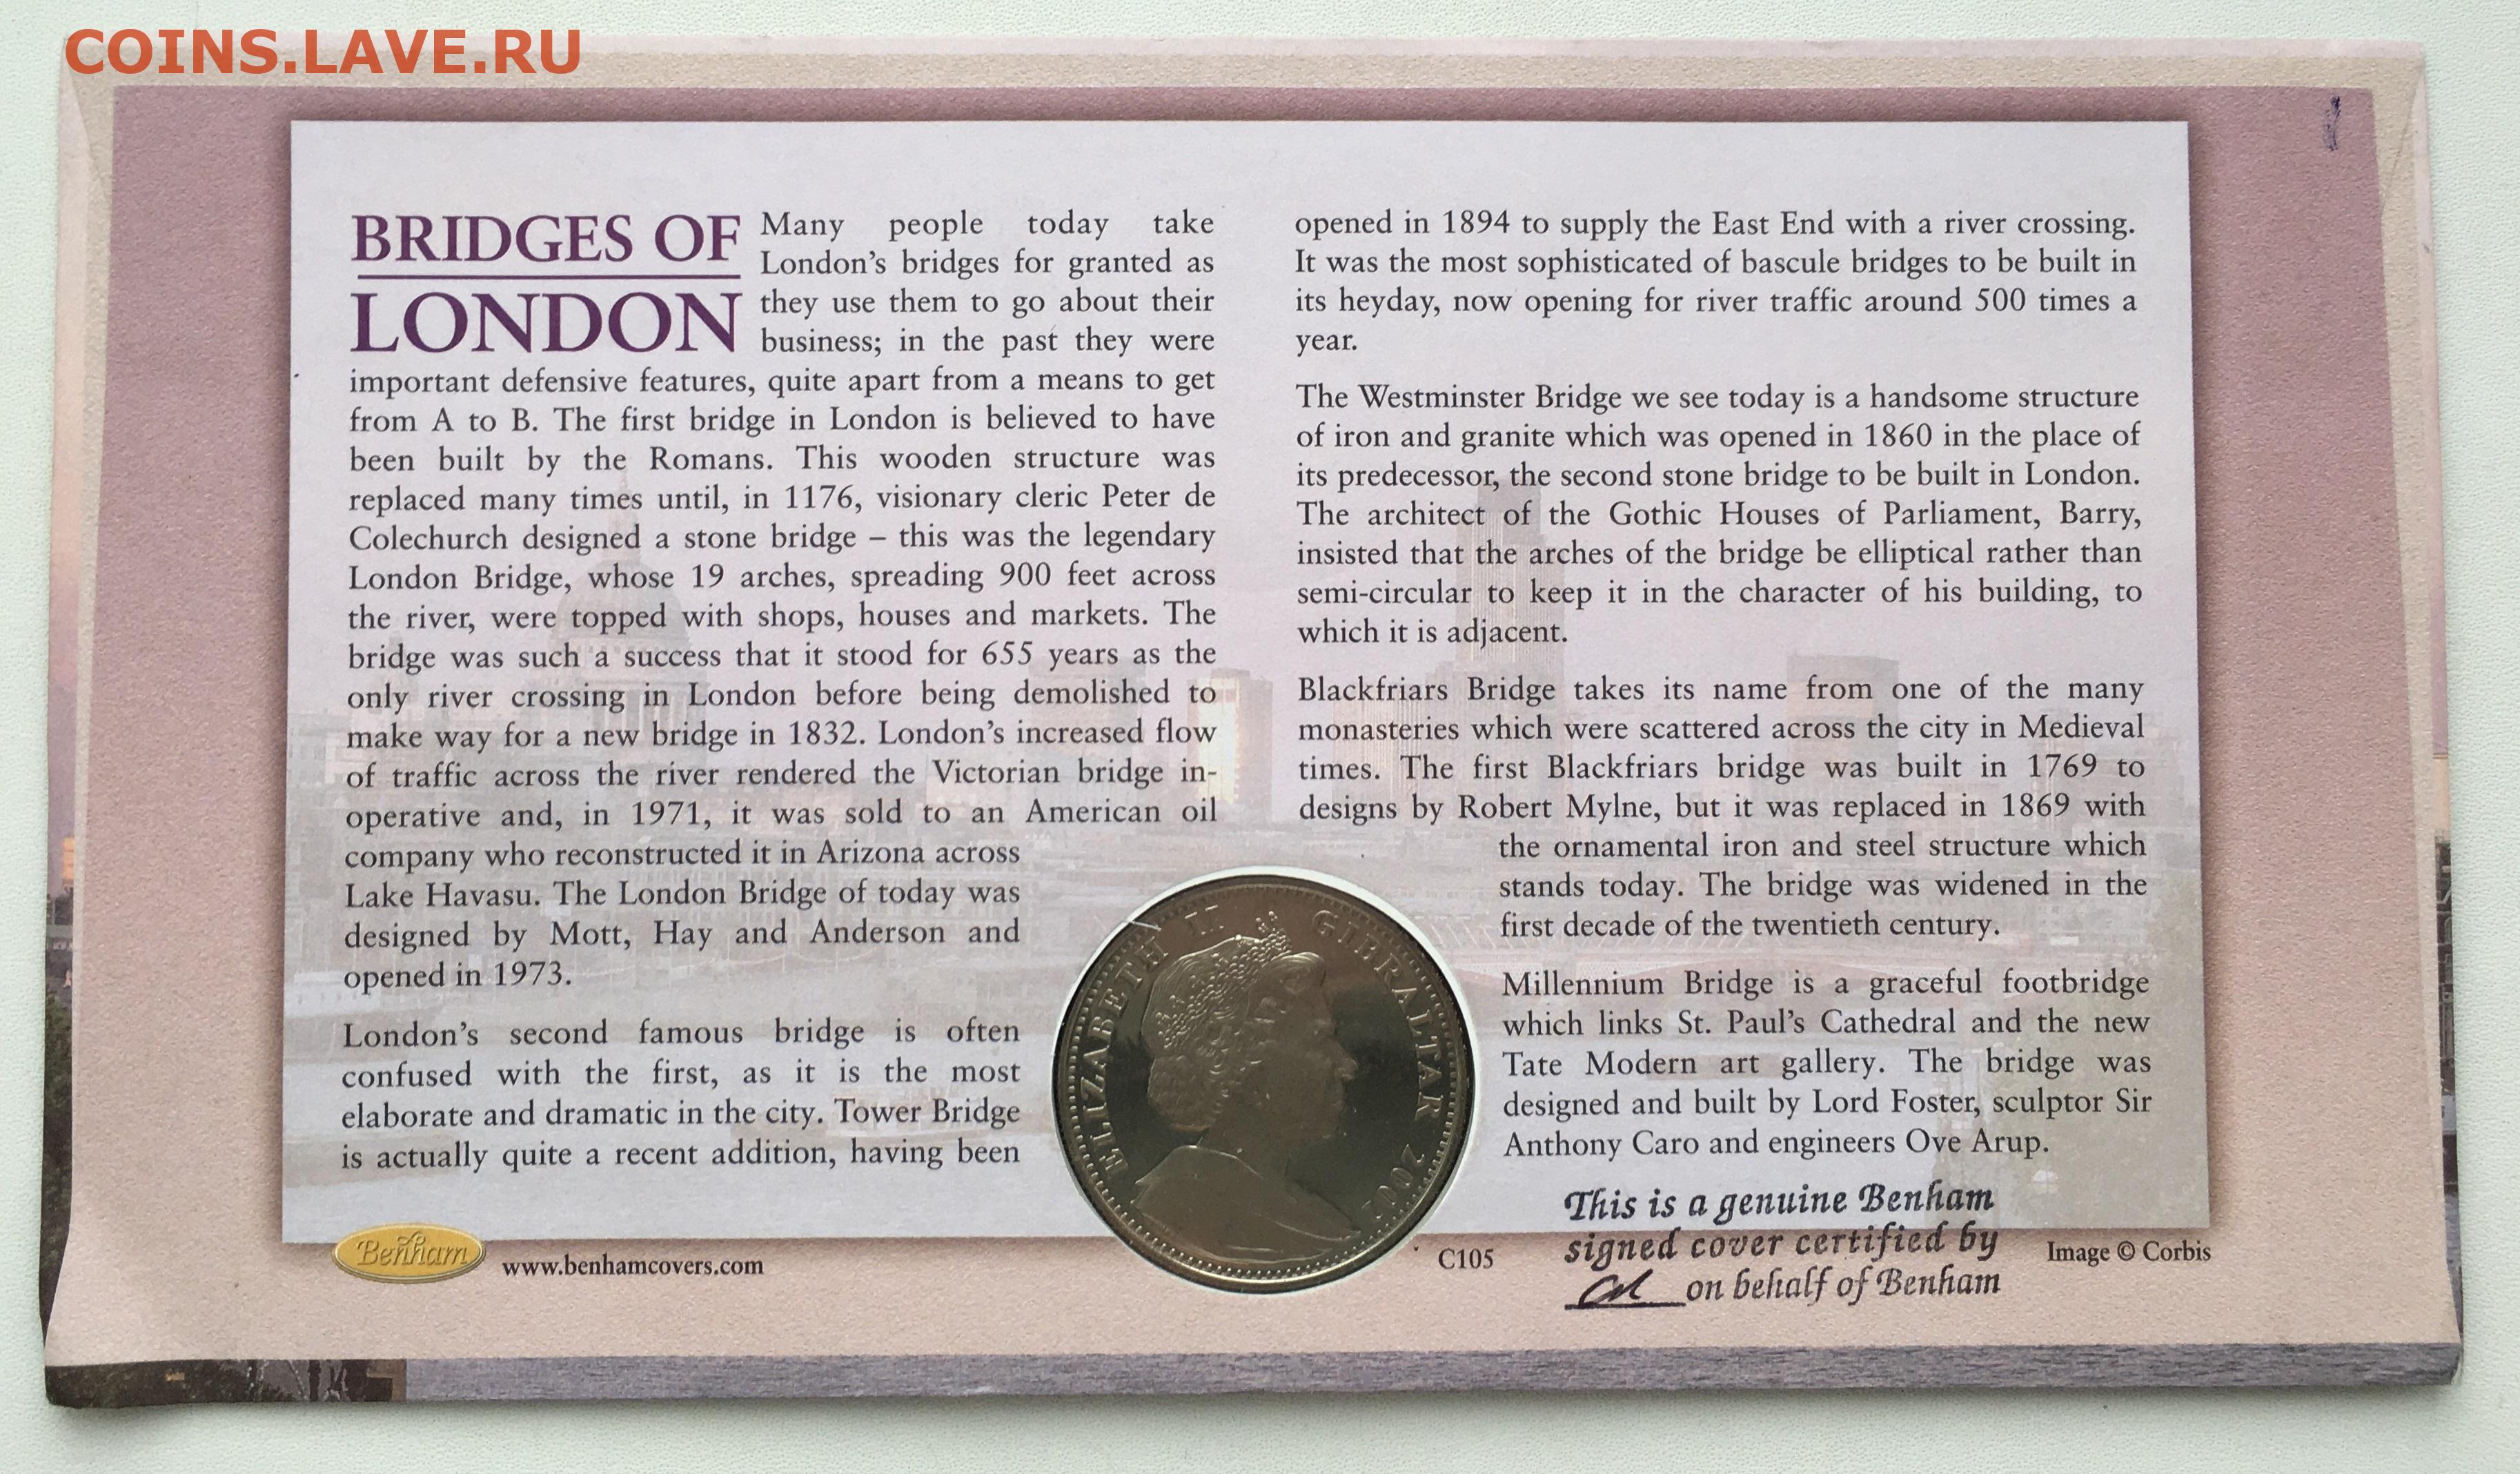 COINS.LAVE.RU
BRIDGES OF
LONDON
Many people today take
London's bridges for granted as
they use them to go about their
business; in the past they were
important defensive features, quite apart from a means to get
from A to B. The first bridge in London is believed to have
been built by the Romans. This wooden structure was
replaced many times until, in 1176, visionary cleric Peter de
Colechurch designed a stone bridge – this was the legendary
London Bridge, whose 19 arches, spreading 900 feet across
the river, were topped with shops, houses and markets. The
bridge was such a success that it stood for 655 years as the
only river crossing in London before being demolished to
make way for a new bridge in 1832. London's increased flow
of traffic across the river rendered the Victorian bridge in-
operative and, in 1971, it was sold to an American oil
company who reconstructed it in Arizona across
Lake Havasu. The London Bridge of today was
designed by Mott, Hay and Anderson and
opened in 1973.
London's second famous bridge is often
confused with the first, as it is the most
elaborate and dramatic in the city. Tower Bridge
is actually quite a recent addition, having been
opened in 1894 to supply the East End with a river crossing.
It was the most sophisticated of bascule bridges to be built in
its heyday, now opening for river traffic around 500 times a
year.
The Westminster Bridge we see today is a handsome structure
of iron and granite which was opened in 1860 in the place of
its predecessor, the second stone bridge to be built in London.
The architect of the Gothic Houses of Parliament, Barry,
insisted that the arches of the bridge be elliptical rather than
semi-circular to keep it in the character of his building, to
which it is adjacent.
Blackfriars Bridge takes its name from one of the many
monasteries which were scattered across the city in Medieval
times. The first Blackfriars bridge was built in 1769 to
designs by Robert Mylne, but it was replaced in 1869 with
the ornamental iron and steel structure which
stands today. The bridge was widened in the
first decade of the twentieth century.
Millennium Bridge is a graceful footbridge
which links St. Paul's Cathedral and the new
Tate Modern art gallery. The bridge was
designed and built by Lord Foster, sculptor Sir
Anthony Caro and engineers Ove Arup.
ELIZABETH II GIBRALTAR
This is a genuine Benham
signed cover certified by
on behalf of Benham
Benham
www.benhamcovers.com
C105
Image © Corbis